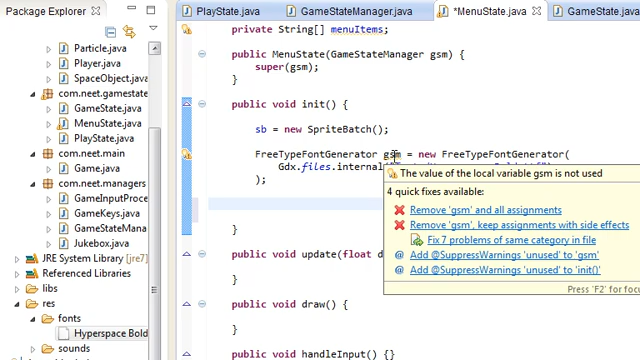 Package Explorer
Particle.java
Player.java
SpaceObject.java
com.neet.gamestate
GameState.java
MenuState.java
PlayState.java
com.neet.main
Game.java
com.neet.managers
GameInputProce
GameKeys.java
GameStateMana
Jukebox.java
JRE System Library [jre7]
Referenced Libraries
libs
res
fonts
Hyperspace Bold
sounds
PlayState.java
GameStateManager.java
*MenuState.java
GameState.java
private String[] menuItems;
public MenuState(GameStateManager gsm) {
super(gsm);
}
public void init() {
sb = new SpriteBatch();
FreeTypeFontGenerator gsm = new FreeTypeFontGenerator(
Gdx.files.internal
);
}
public void update(float d
}
public void draw() {
}
public void handleInput() {}
The value of the local variable gsm is not used
4 quick fixes available:
Remove 'gsm' and all assignments
Remove 'gsm', keep assignments with side effects
Fix 7 problems of same category in file
Add @SuppressWarnings 'unused' to 'gsm'
Add @SuppressWarnings 'unused' to 'init()'
Press 'F2' for focu